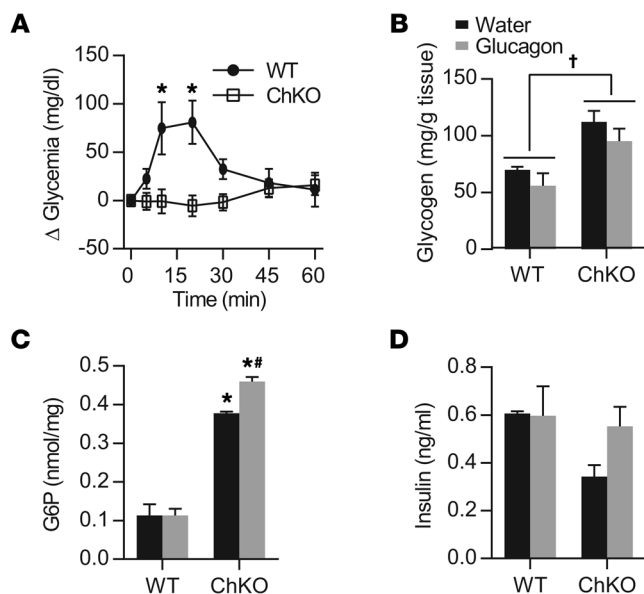 A
Δ Glycemia (mg/dl)
150
100
50
0
-50
* *
WT
ChKO
0 15 30 45 60
Time (min)
B
Water
Glucagon
Glycogen (mg/g tissue)
150
100
50
0
†
WT ChKO
C
G6P (nmol/mg)
0.5
0.4
0.3
0.2
0.1
0.0
*
*#
WT ChKO
D
Insulin (ng/ml)
0.8
0.6
0.4
0.2
0.0
WT ChKO